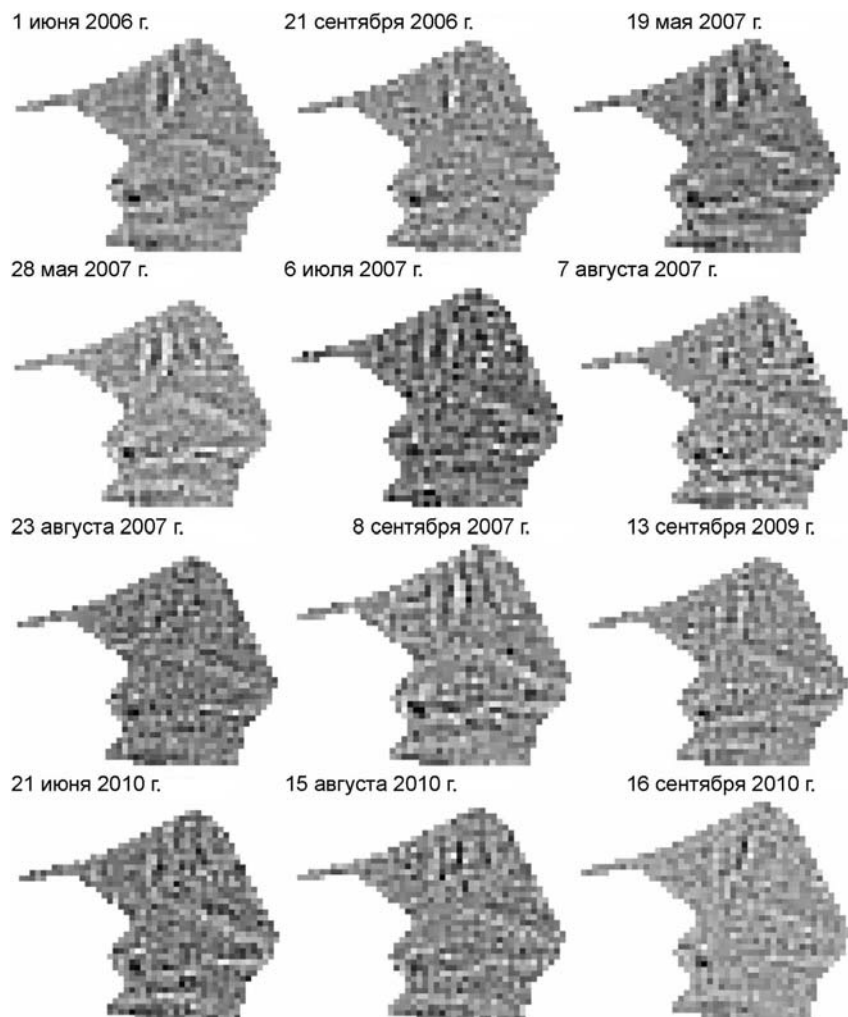 1 июня 2006 г.
21 сентября 2006 г.
19 мая 2007 г.
28 мая 2007 г.
6 июля 2007 г.
7 августа 2007 г.
23 августа 2007 г.
8 сентября 2007 г.
13 сентября 2009 г.
21 июня 2010 г.
15 августа 2010 г.
16 сентября 2010 г.